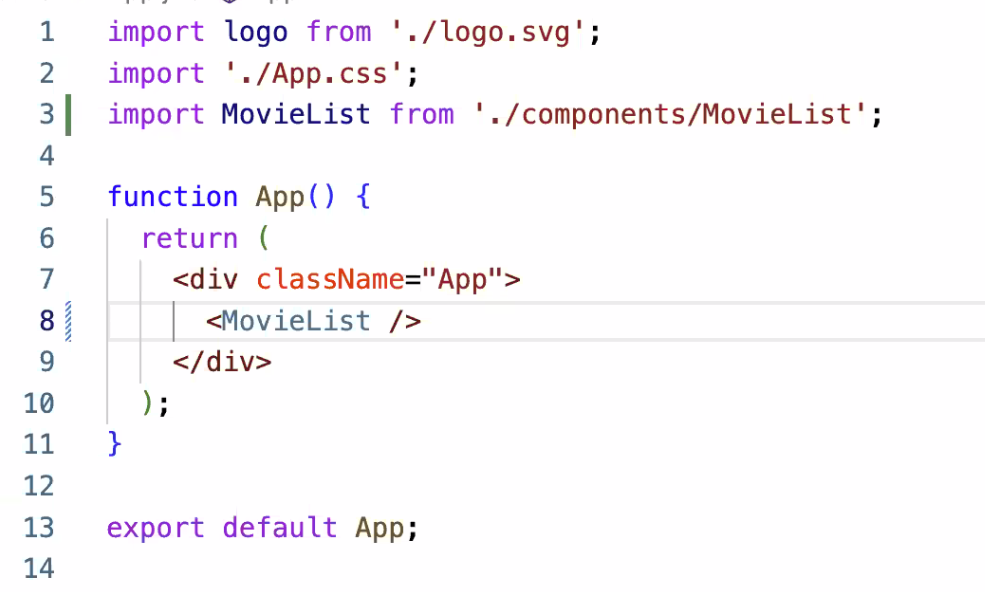 1 import logo from './logo.svg';
2 import './App.css';
3 import MovieList from './components/MovieList';
4
5 function App() {
6   return (
7     <div className="App">
8       <MovieList />
9     </div>
10   );
11 }
12
13 export default App;
14